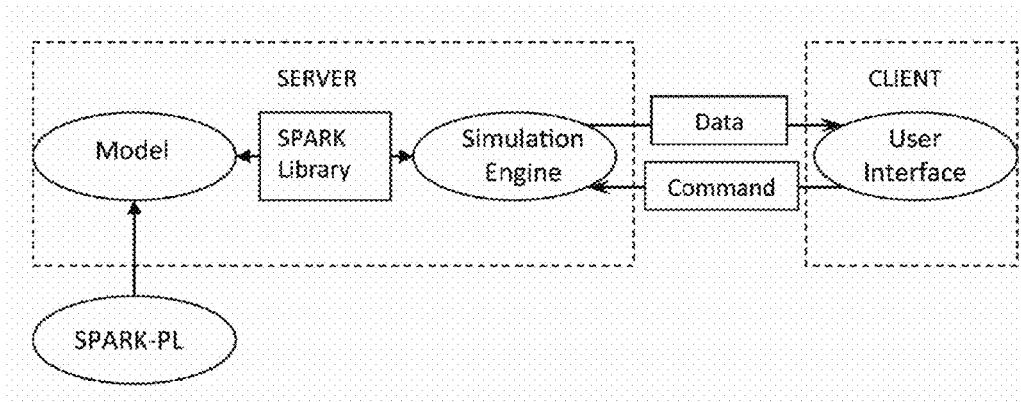 SERVER
CLIENT
Model
SPARK
Library
Simulation
Engine
Data
Command
User
Interface
SPARK-PL